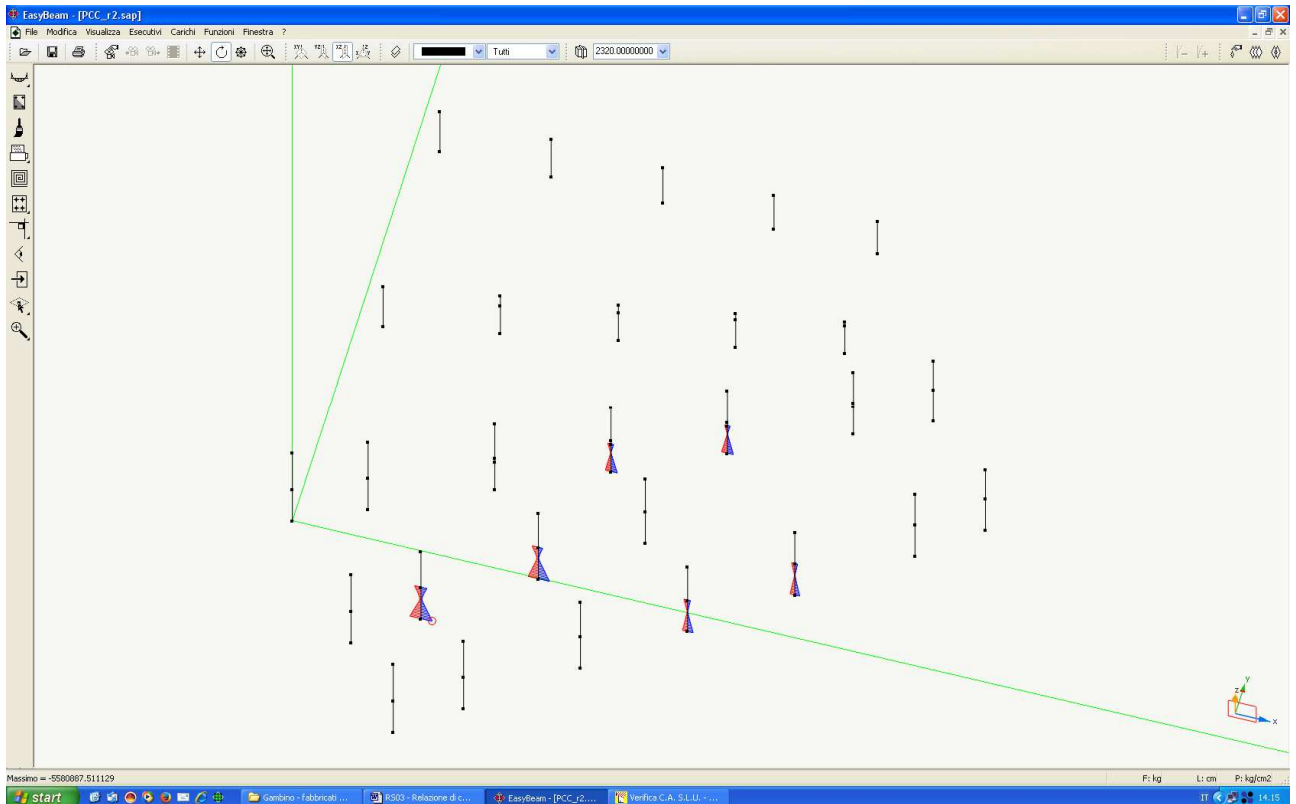 EasyBeam - [PCC_r2.sap]
File Modifica Visualizza Esecutivi Carichi Funzioni Finestra ?
Tutti
2320.00000000
Y
Z
X
Massimo = -5580887.511129
F: kg L: cm P: kg/cm2
start
Gambino - fabbricati ...
RS03 - Relazione di c...
EasyBeam - [PCC_r2....
Verifica C.A. S.L.U. - ...
IT
14.15